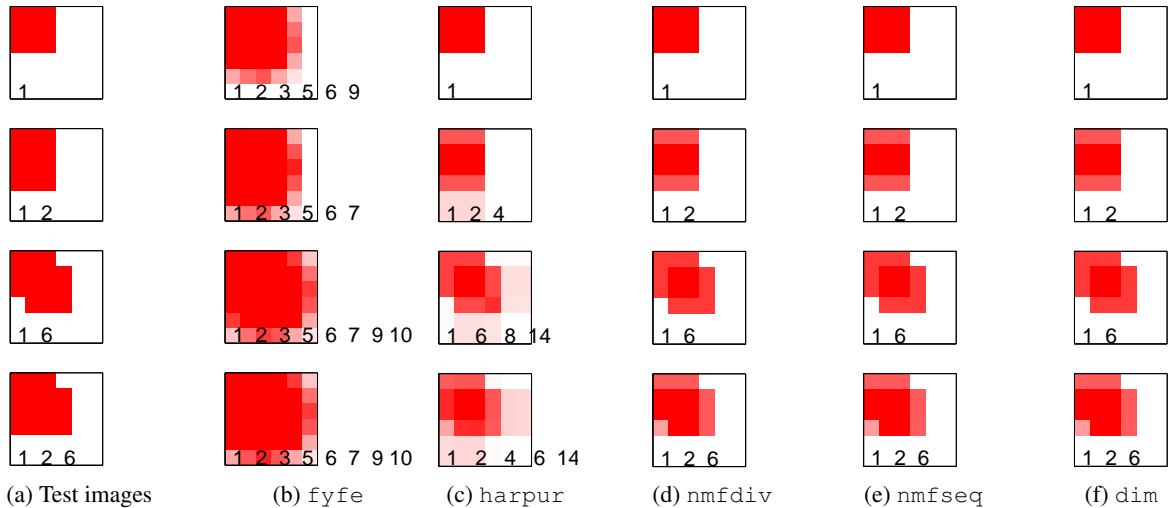 1 1 2 3 5 6 9 1 1 1 1
1 2 1 2 3 5 6 7 1 2 4 1 2 1 2 1 2
1 6 1 2 3 5 6 7 9 10 1 6 8 14 1 6 1 6 1 6
1 2 6 1 2 3 5 6 7 9 10 1 2 4 6 14 1 2 6 1 2 6 1 2 6
(a) Test images (b) fyfe (c) harpur (d) nmfdiv (e) nmfseq (f) dim